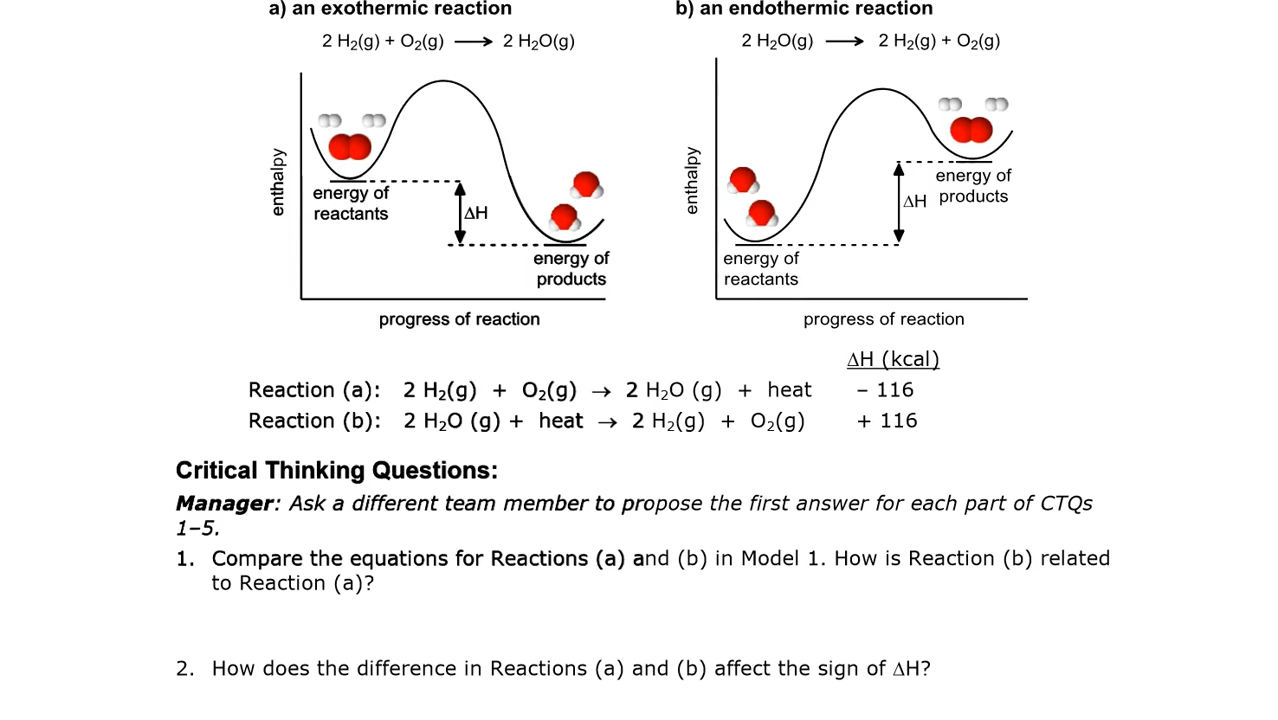 a) an exothermic reaction
b) an endothermic reaction
2 H₂(g) + O₂(g) ⟶ 2 H₂O(g)
2 H₂O(g) ⟶ 2 H₂(g) + O₂(g)
enthalpy
energy of
reactants
ΔH
energy of
products
progress of reaction
enthalpy
energy of
reactants
ΔH
energy of
products
progress of reaction
ΔH (kcal)
Reaction (a): 2 H₂(g) + O₂(g) → 2 H₂O (g) + heat – 116
Reaction (b): 2 H₂O (g) + heat → 2 H₂(g) + O₂(g) + 116
Critical Thinking Questions:
Manager: Ask a different team member to propose the first answer for each part of CTQs
1–5.
1. Compare the equations for Reactions (a) and (b) in Model 1. How is Reaction (b) related
to Reaction (a)?
2. How does the difference in Reactions (a) and (b) affect the sign of ΔH?